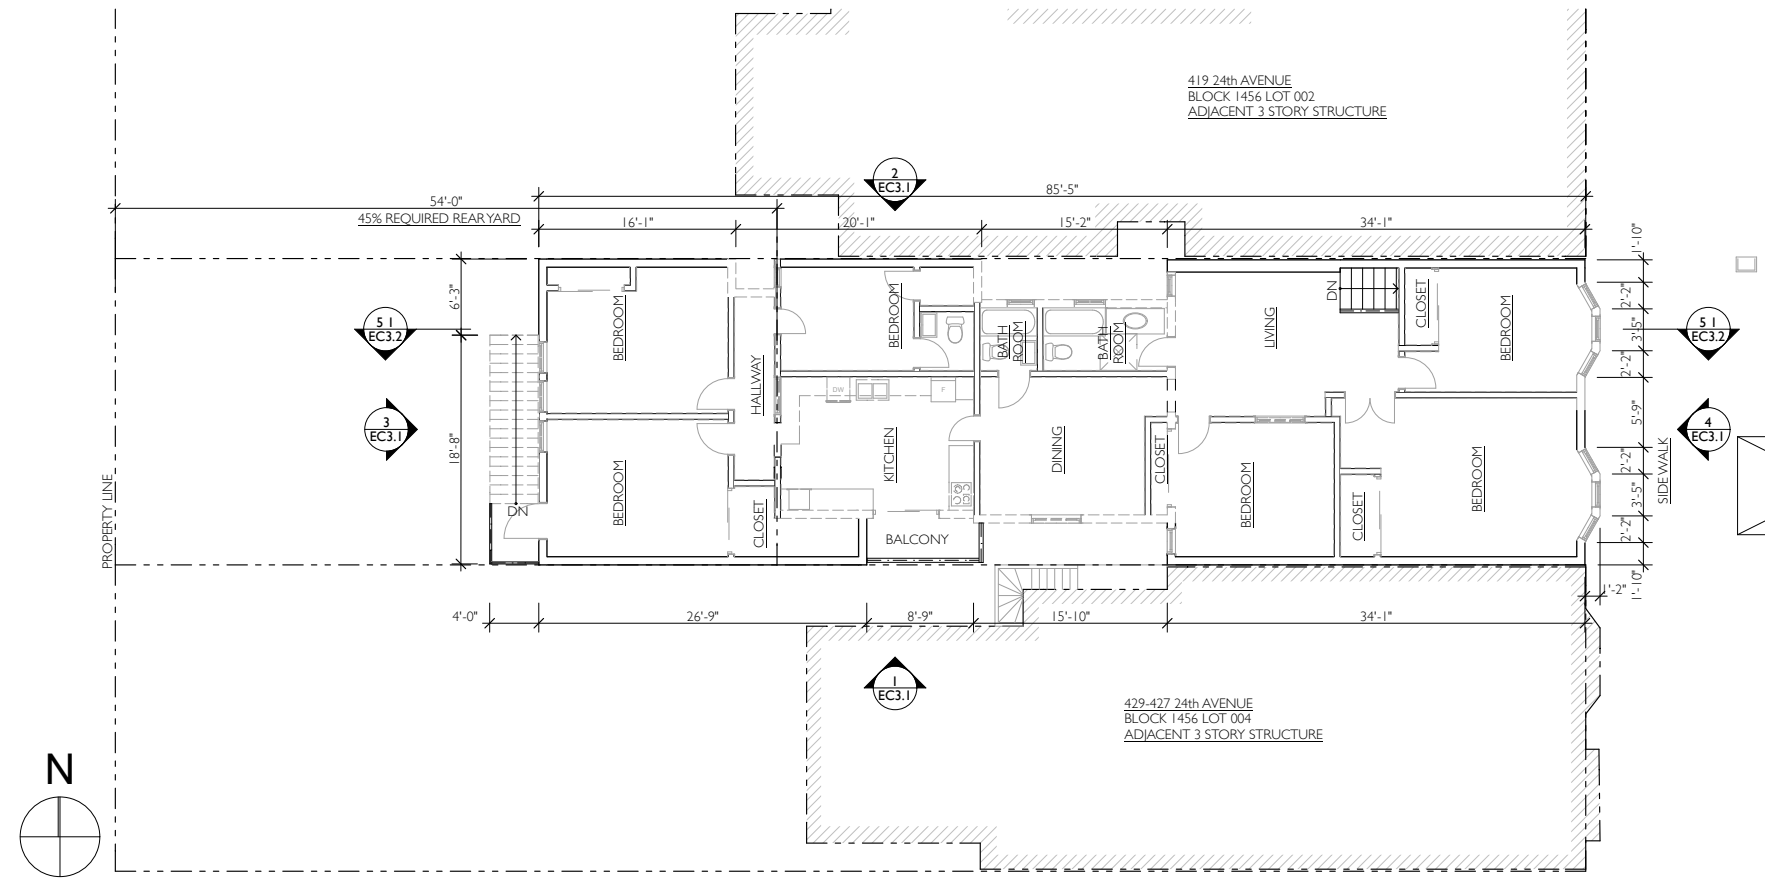 419 24th AVENUE
BLOCK 1456 LOT 002
ADJACENT 3 STORY STRUCTURE
2
EC3.1
85'-5"
54'-0"
45% REQUIRED REAR YARD
16'-1"
20'-1"
15'-2"
34'-1"
1'-10"
2'-2"
3'-5"
2'-2"
5'-9"
2'-2"
3'-5"
2'-2"
1'-10"
1'-2"
6'-3"
18'-8"
5 1
EC3.2
3
EC3.1
5 1
EC3.2
4
EC3.1
SIDE WALK
PROPERTY LINE
BEDROOM
BEDROOM
HALLWAY
CLOSET
DN
BEDROOM
KITCHEN
DW
F
BALCONY
BATH
ROOM
BATH
ROOM
DINING
CLOSET
LIVING
DN
CLOSET
BEDROOM
BEDROOM
CLOSET
BEDROOM
4'-0"
26'-9"
8'-9"
15'-10"
34'-1"
1
EC3.1
429-427 24th AVENUE
BLOCK 1456 LOT 004
ADJACENT 3 STORY STRUCTURE
N